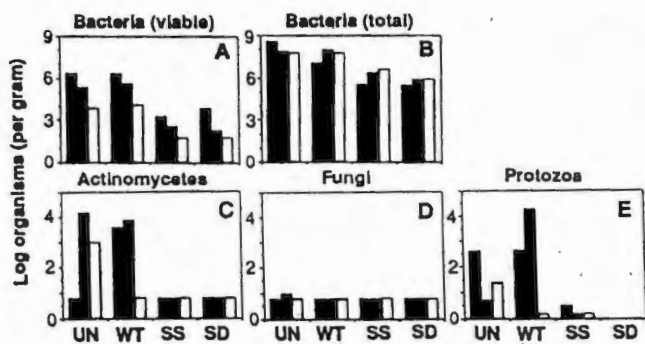 Bacteria (viable) Bacteria (total)
9 A 9 B
6 6
3 3
0 0
Log organisms (per gram)
Actinomycetes Fungi Protozoa
4 C 4 D 4 E
2 2 2
0 0 0
UN WT SS SD UN WT SS SD UN WT SS SD